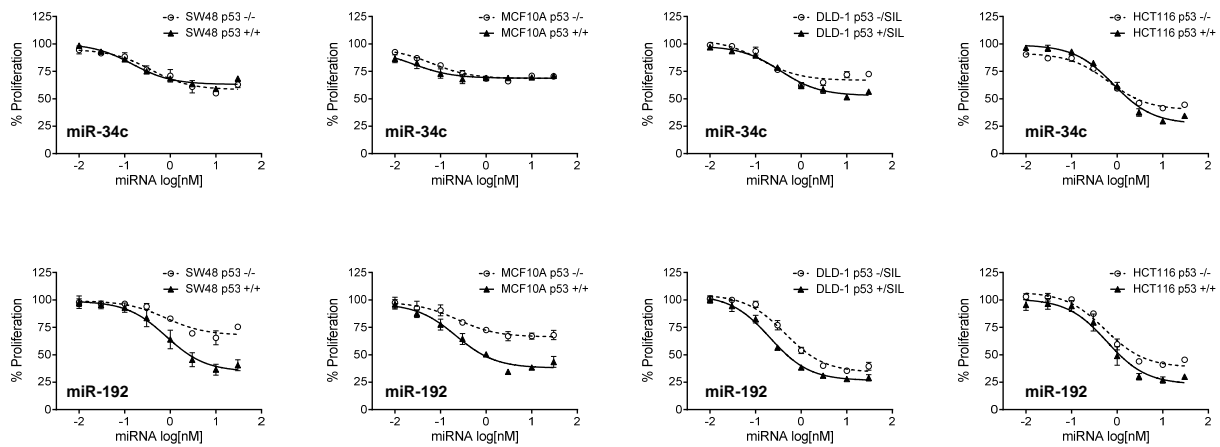 SW48 p53 -/-
SW48 p53 +/+
125
100
75
50
25
% Proliferation
miR-34c
-2 -1 0 1 2
miRNA log[nM]
MCF10A p53 -/-
MCF10A p53 +/+
125
100
75
50
25
% Proliferation
miR-34c
-2 -1 0 1 2
miRNA log[nM]
DLD-1 p53 -/SIL
DLD-1 p53 +/SIL
125
100
75
50
25
% Proliferation
miR-34c
-2 -1 0 1 2
miRNA log[nM]
HCT116 p53 -/-
HCT116 p53 +/+
125
100
75
50
25
% Proliferation
miR-34c
-2 -1 0 1 2
miRNA log[nM]
SW48 p53 -/-
SW48 p53 +/+
125
100
75
50
25
0
% Proliferation
miR-192
-2 -1 0 1 2
miRNA log[nM]
MCF10A p53 -/-
MCF10A p53 +/+
125
100
75
50
25
0
% Proliferation
miR-192
-2 -1 0 1 2
miRNA log[nM]
DLD-1 p53 -/SIL
DLD-1 p53 +/SIL
125
100
75
50
25
0
% Proliferation
miR-192
-2 -1 0 1 2
miRNA log[nM]
HCT116 p53 -/-
HCT116 p53 +/+
125
100
75
50
25
0
% Proliferation
miR-192
-2 -1 0 1 2
miRNA log[nM]